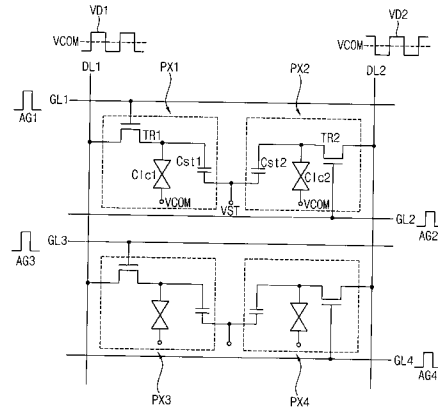 VD1 VD2
VCOM VCOM
DL1 PX1 PX2 DL2
AG1 GL1
TR1 TR2
Cst1 Cst2
Clc1 Clc2
VCOM VST VCOM
GL2 AG2
AG3 GL3
GL4 AG4
PX3 PX4